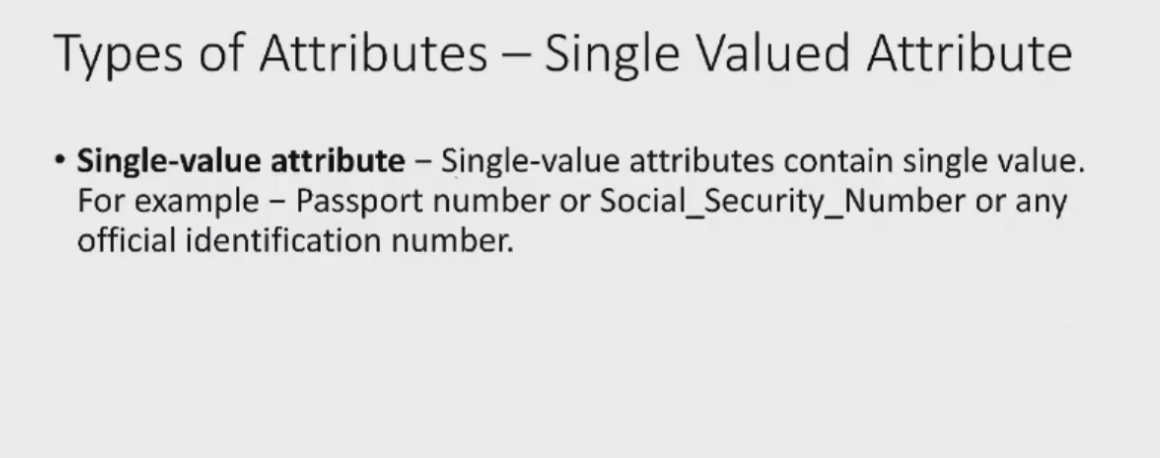 Types of Attributes – Single Valued Attribute
• Single-value attribute – Single-value attributes contain single value.
For example – Passport number or Social_Security_Number or any
official identification number.